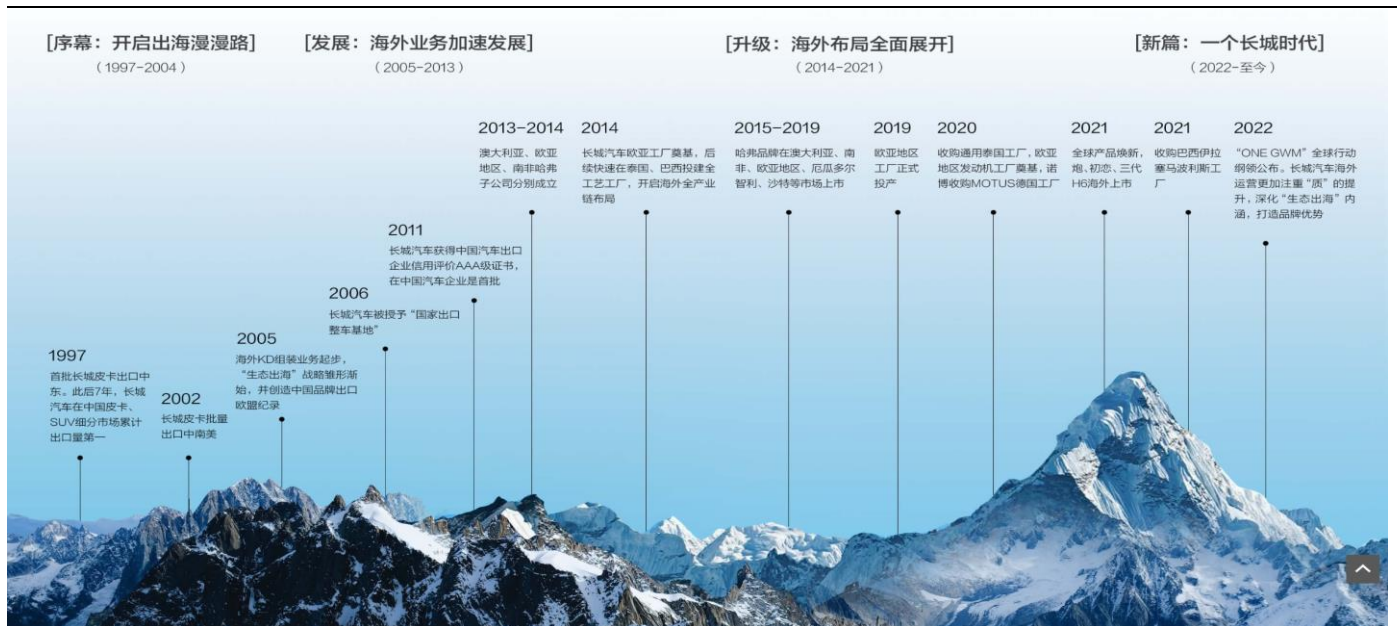 [序幕：开启出海漫漫路]
（1997-2004）
[发展：海外业务加速发展]
（2005-2013）
[升级：海外布局全面展开]
（2014-2021）
[新篇：一个长城时代]
（2022-至今）
1997
首批长城皮卡出口中
东。此后7年，长城
汽车在中国皮卡、
SUV细分市场累计
出口量第一
2002
长城皮卡批量
出口中南美
2005
海外KD组装业务起步，
“生态出海”战略雏形渐
始，并创造中国品牌出口
欧盟纪录
2006
长城汽车被授予“国家出口
整车基地”
2011
长城汽车获得中国汽车出口
企业信用评价AAA级证书，
在中国汽车企业是首批
2013-2014
澳大利亚、欧亚
地区、南非哈弗
子公司分别成立
2014
长城汽车欧亚工厂奠基，后
续快速在泰国、巴西投建全
工艺工厂，开启海外全产业
链布局
2015-2019
哈弗品牌在澳大利亚、南
非、欧亚地区、厄瓜多尔
智利、沙特等市场上市
2019
欧亚地区
工厂正式
投产
2020
收购通用泰国工厂，欧亚
地区发动机工厂奠基，诺
博收购MOTUS德国工厂
2021
全球产品焕新，
炮、初恋、三代
H6海外上市
2021
收购巴西伊拉
塞马波利斯工
厂
2022
“ONE GWM”全球行动
纲领公布。长城汽车海外
运营更加注重“质”的提
升，深化“生态出海”内
涵，打造品牌优势